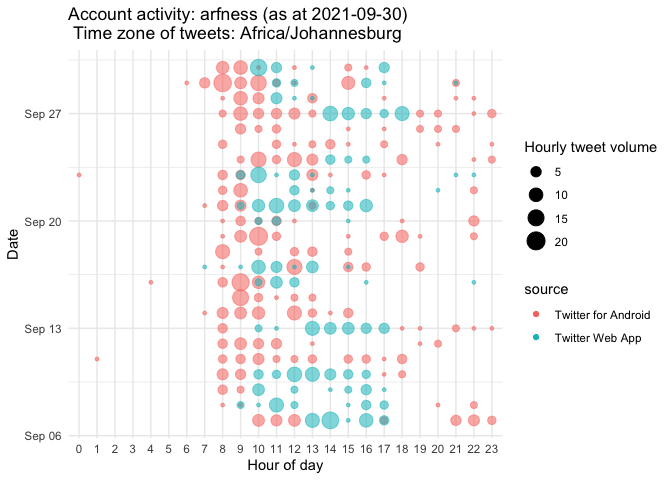 Account activity: arfness (as at 2021-09-30)
Time zone of tweets: Africa/Johannesburg
Sep 27
Sep 20
Sep 13
Sep 06
Date
0 1 2 3 4 5 6 7 8 9 10 11 12 13 14 15 16 17 18 19 20 21 22 23
Hour of day
Hourly tweet volume
5
10
15
20
source
Twitter for Android
Twitter Web App